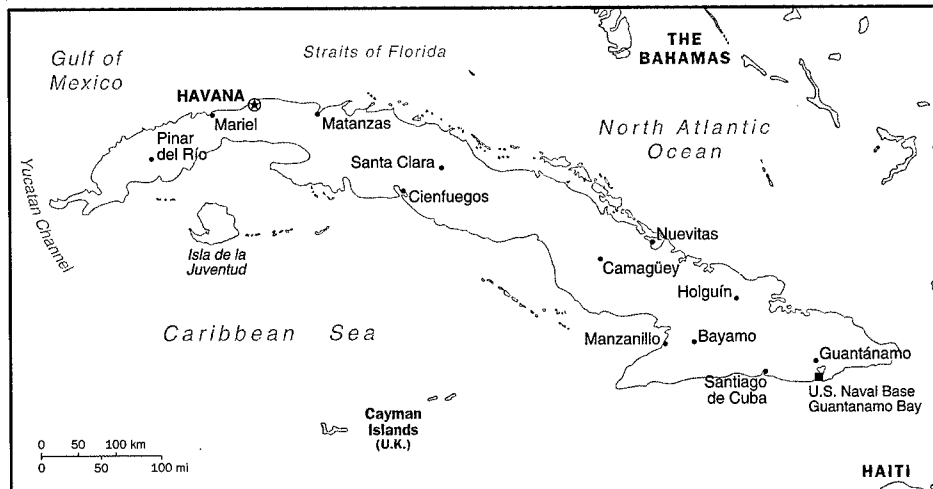 Gulf of
Mexico
Straits of Florida
THE
BAHAMAS
HAVANA
Mariel
Matanzas
North Atlantic
Ocean
Pinar
del Río
Santa Clara
Cienfuegos
Yucatan Channel
Isla de la
Juventud
Nuevitas
Camagüey
Holguín
Caribbean Sea
Manzanillo
Bayamo
Guantánamo
Santiago
de Cuba
U.S. Naval Base
Guantanamo Bay
Cayman
Islands
(U.K.)
0 50 100 km
0 50 100 mi
HAITI